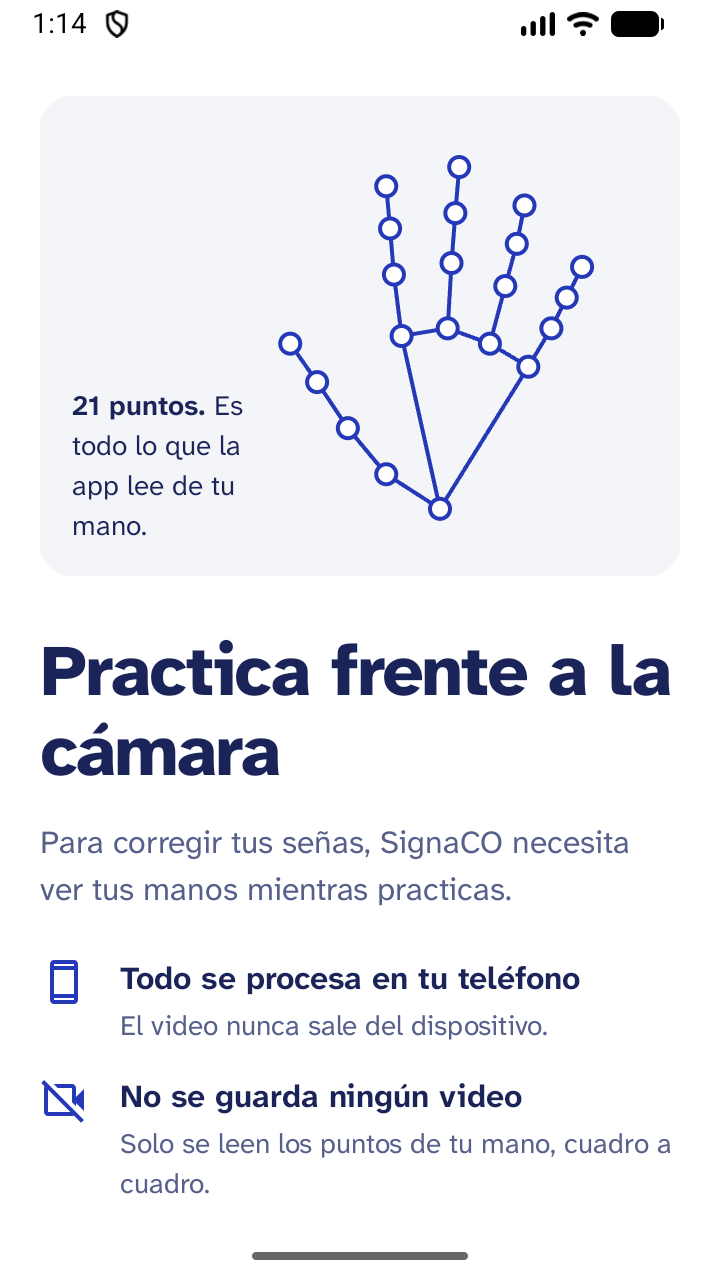 1:14
21 puntos. Es
todo lo que la
app lee de tu
mano.
Practica frente a la
cámara
Para corregir tus señas, SignaCO necesita
ver tus manos mientras practicas.
Todo se procesa en tu teléfono
El video nunca sale del dispositivo.
No se guarda ningún video
Solo se leen los puntos de tu mano, cuadro a
cuadro.